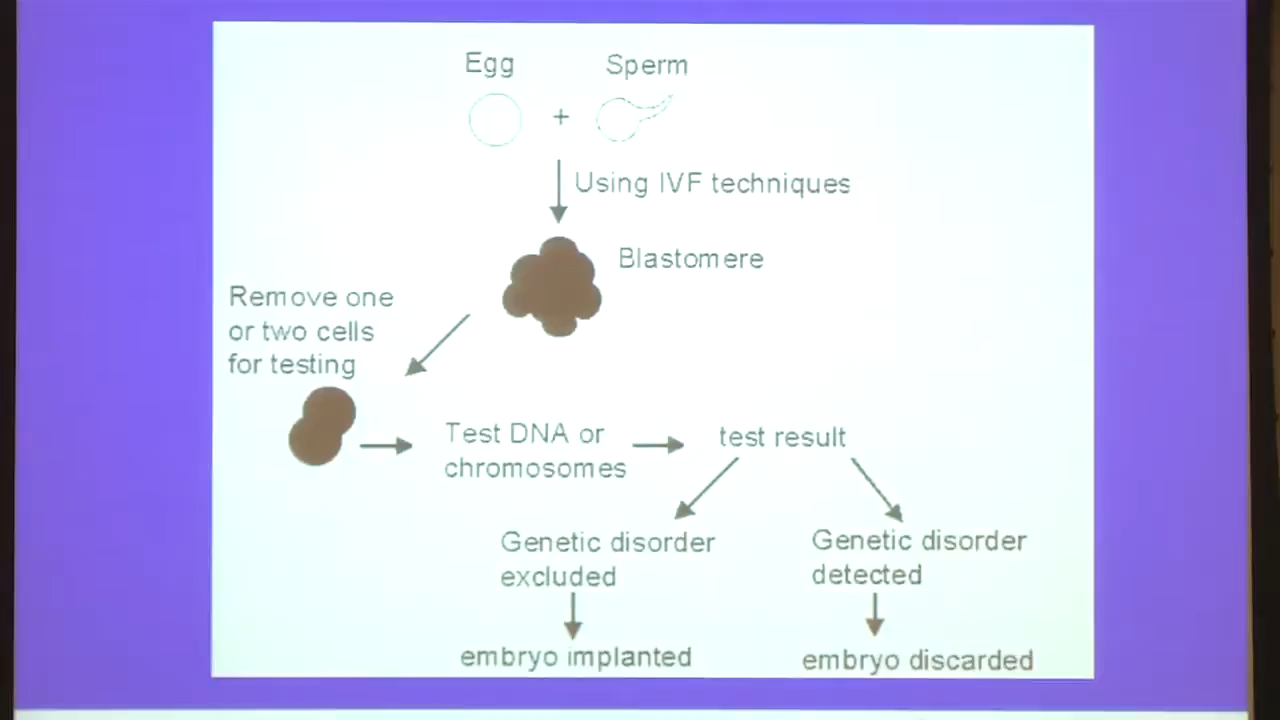 Egg
Sperm
+
Using IVF techniques
Blastomere
Remove one
or two cells
for testing
Test DNA or
chromosomes
test result
Genetic disorder
excluded
Genetic disorder
detected
embryo implanted
embryo discarded